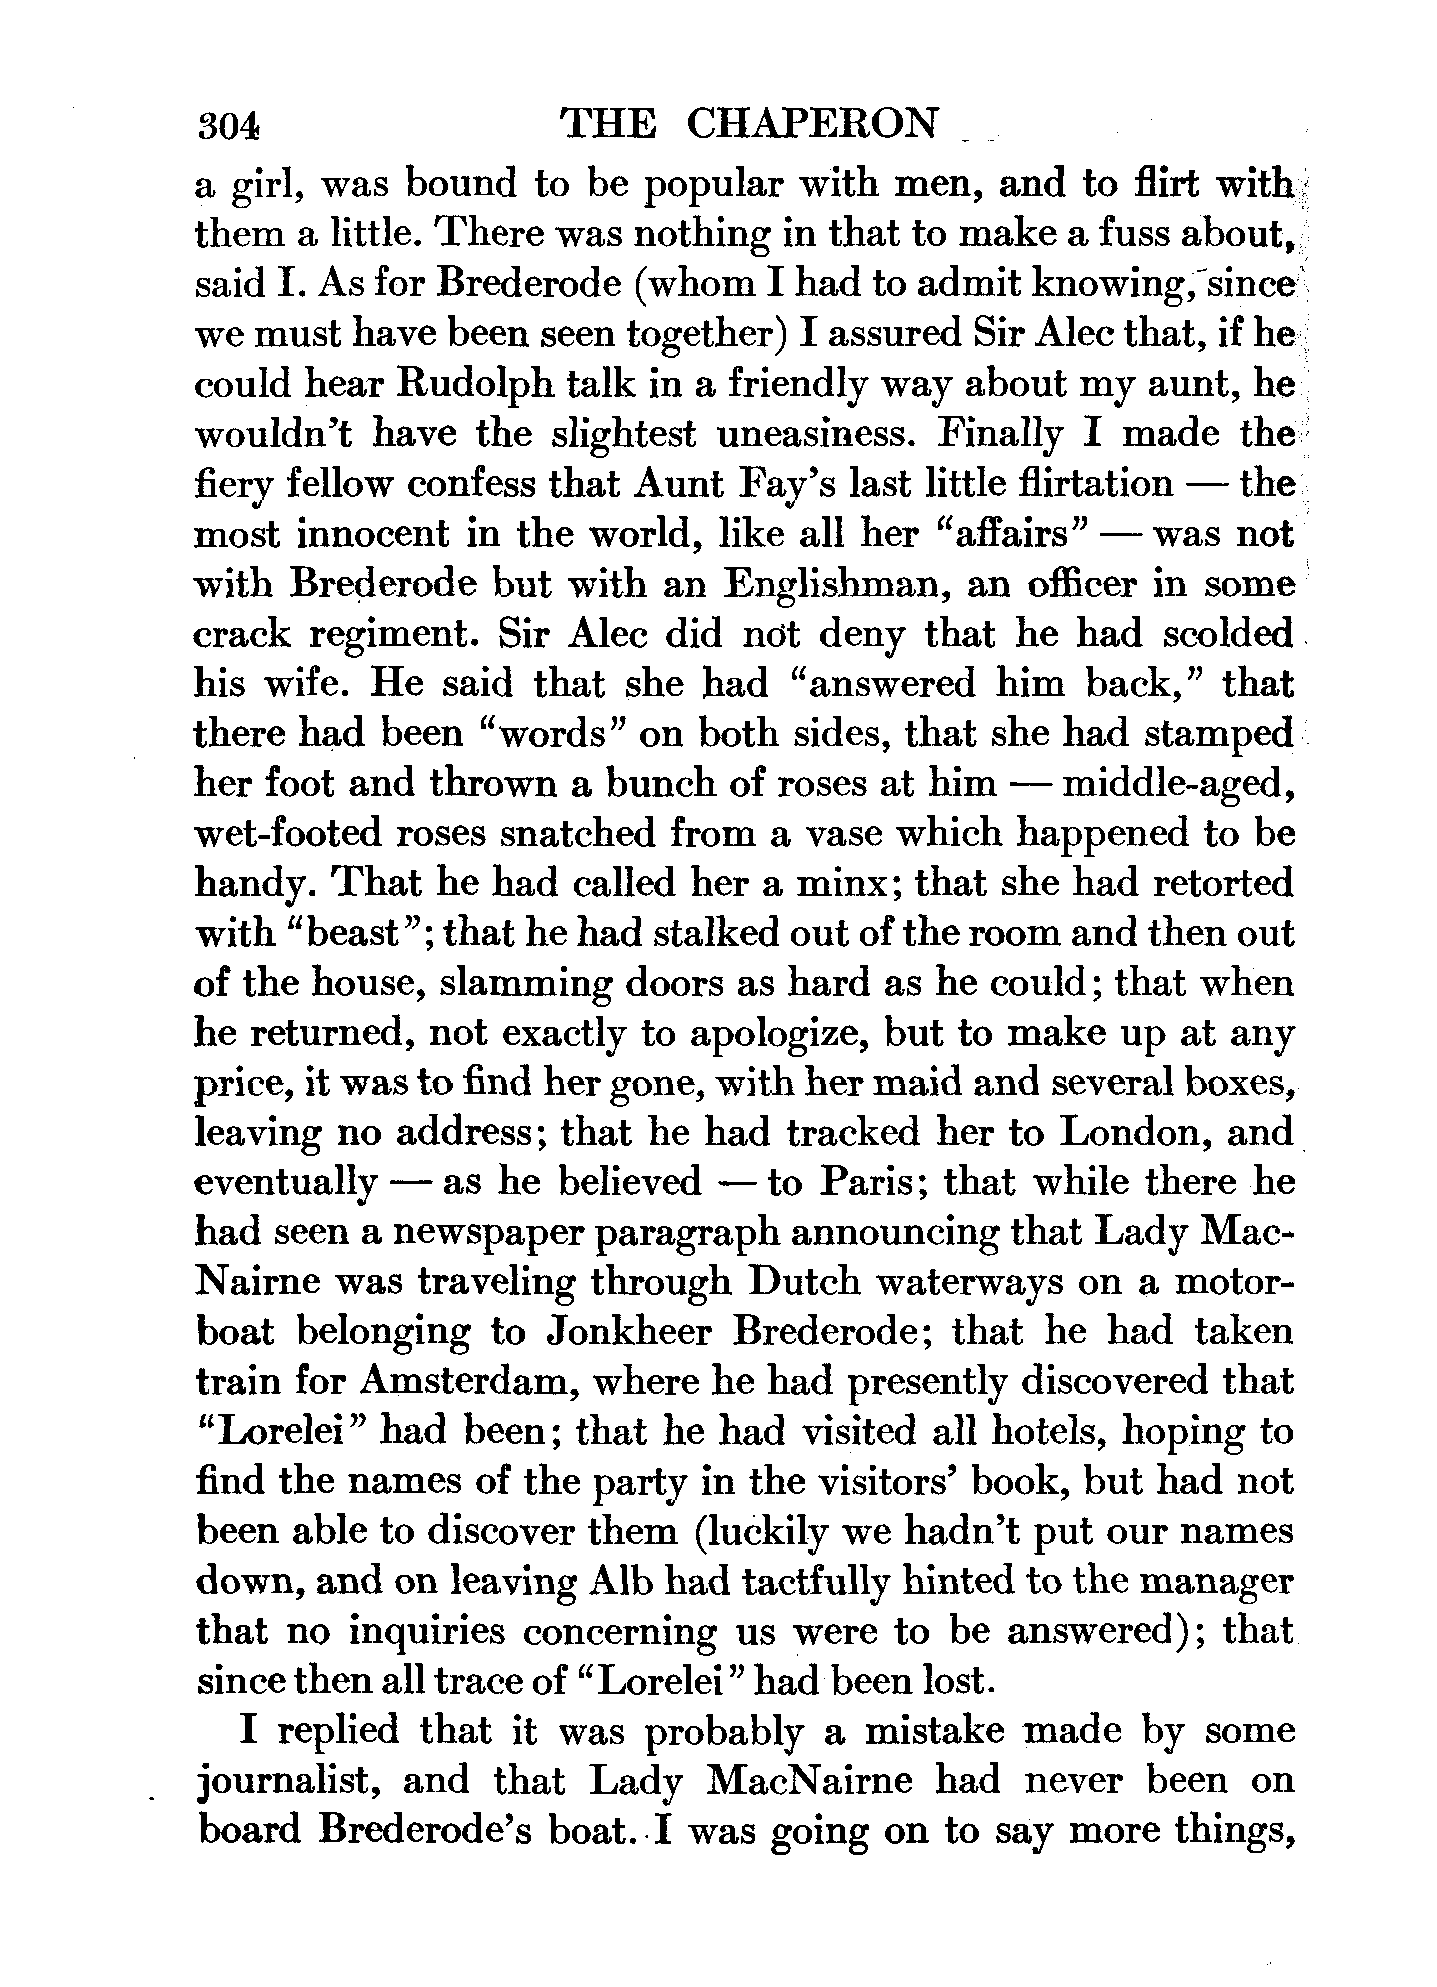 304 THE CHAPERON
a girl, was bound to be popular with men, and to flirt with
them a little. There was nothing in that to make a fuss about,
said I. As for Brederode (whom I had to admit knowing, since
we must have been seen together) I assured Sir Alec that, if he
could hear Rudolph talk in a friendly way about my aunt, he
wouldn't have the slightest uneasiness. Finally I made the
fiery fellow confess that Aunt Fay's last little flirtation — the
most innocent in the world, like all her "affairs" — was not
with Brederode but with an Englishman, an officer in some
crack regiment. Sir Alec did not deny that he had scolded
his wife. He said that she had "answered him back," that
there had been "words" on both sides, that she had stamped
her foot and thrown a bunch of roses at him — middle-aged,
wet-footed roses snatched from a vase which happened to be
handy. That he had called her a minx; that she had retorted
with "beast"; that he had stalked out of the room and then out
of the house, slamming doors as hard as he could; that when
he returned, not exactly to apologize, but to make up at any
price, it was to find her gone, with her maid and several boxes,
leaving no address; that he had tracked her to London, and
eventually — as he believed — to Paris; that while there he
had seen a newspaper paragraph announcing that Lady Mac-
Nairne was traveling through Dutch waterways on a motor-
boat belonging to Jonkheer Brederode; that he had taken
train for Amsterdam, where he had presently discovered that
"Lorelei" had been; that he had visited all hotels, hoping to
find the names of the party in the visitors' book, but had not
been able to discover them (luckily we hadn't put our names
down, and on leaving Alb had tactfully hinted to the manager
that no inquiries concerning us were to be answered); that
since then all trace of "Lorelei" had been lost.
I replied that it was probably a mistake made by some
journalist, and that Lady MacNairne had never been on
board Brederode's boat. I was going on to say more things,